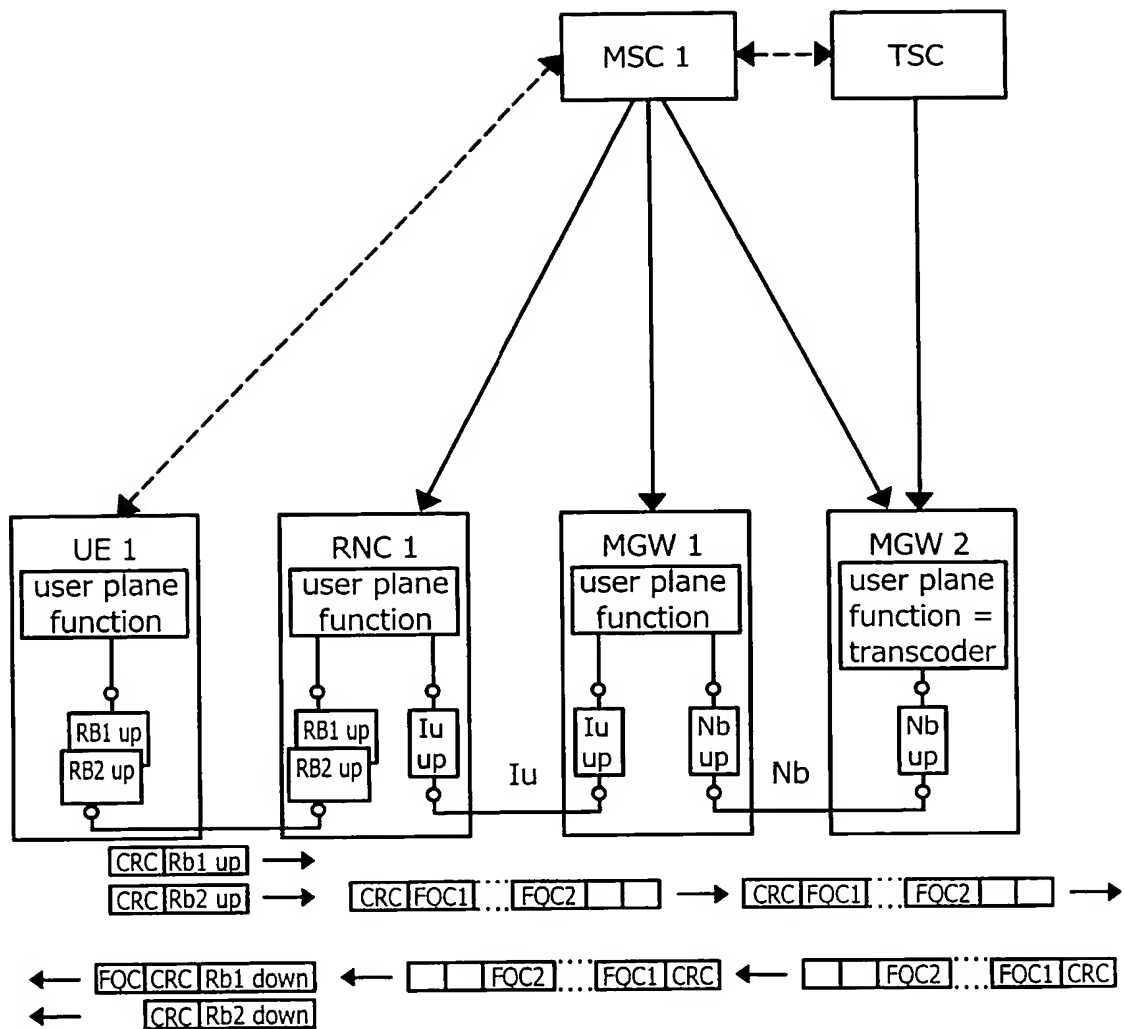 MSC 1
TSC
UE 1
user plane
function
RB1 up
RB2 up
RNC 1
user plane
function
RB1 up
RB2 up
Iu
up
Iu
MGW 1
user plane
function
Iu
up
Nb
up
Nb
MGW 2
user plane
function =
transcoder
Nb
up
CRC Rb1 up
CRC Rb2 up
CRC FQC1 FQC2
CRC FQC1 FQC2
FQC CRC Rb1 down
FQC2 FQC1 CRC
FQC2 FQC1 CRC
CRC Rb2 down